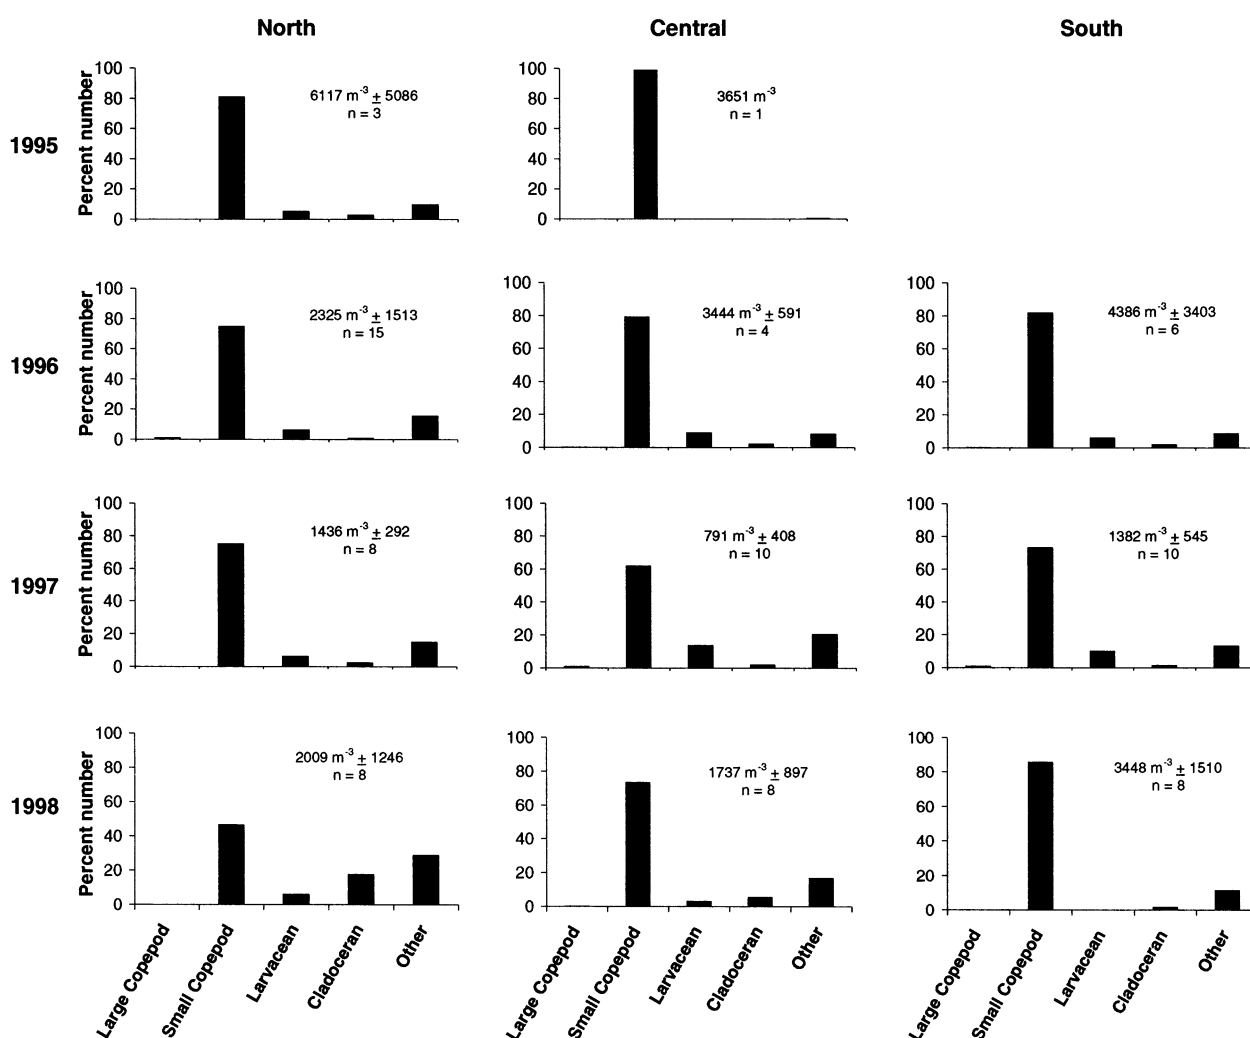 North Central South
1995
Percent number
100
80
60
40
20
0
6117 m⁻³ ± 5086
n = 3
100
80
60
40
20
0
3651 m⁻³
n = 1
1996
Percent number
100
80
60
40
20
0
2325 m⁻³ ± 1513
n = 15
100
80
60
40
20
0
3444 m⁻³ ± 591
n = 4
100
80
60
40
20
0
4386 m⁻³ ± 3403
n = 6
1997
Percent number
100
80
60
40
20
0
1436 m⁻³ ± 292
n = 8
100
80
60
40
20
0
791 m⁻³ ± 408
n = 10
100
80
60
40
20
0
1382 m⁻³ ± 545
n = 10
1998
Percent number
100
80
60
40
20
0
2009 m⁻³ ± 1246
n = 8
Large Copepod
Small Copepod
Larvacean
Cladoceran
Other
100
80
60
40
20
0
1737 m⁻³ ± 897
n = 8
Large Copepod
Small Copepod
Larvacean
Cladoceran
Other
100
80
60
40
20
0
3448 m⁻³ ± 1510
n = 8
Large Copepod
Small Copepod
Larvacean
Cladoceran
Other